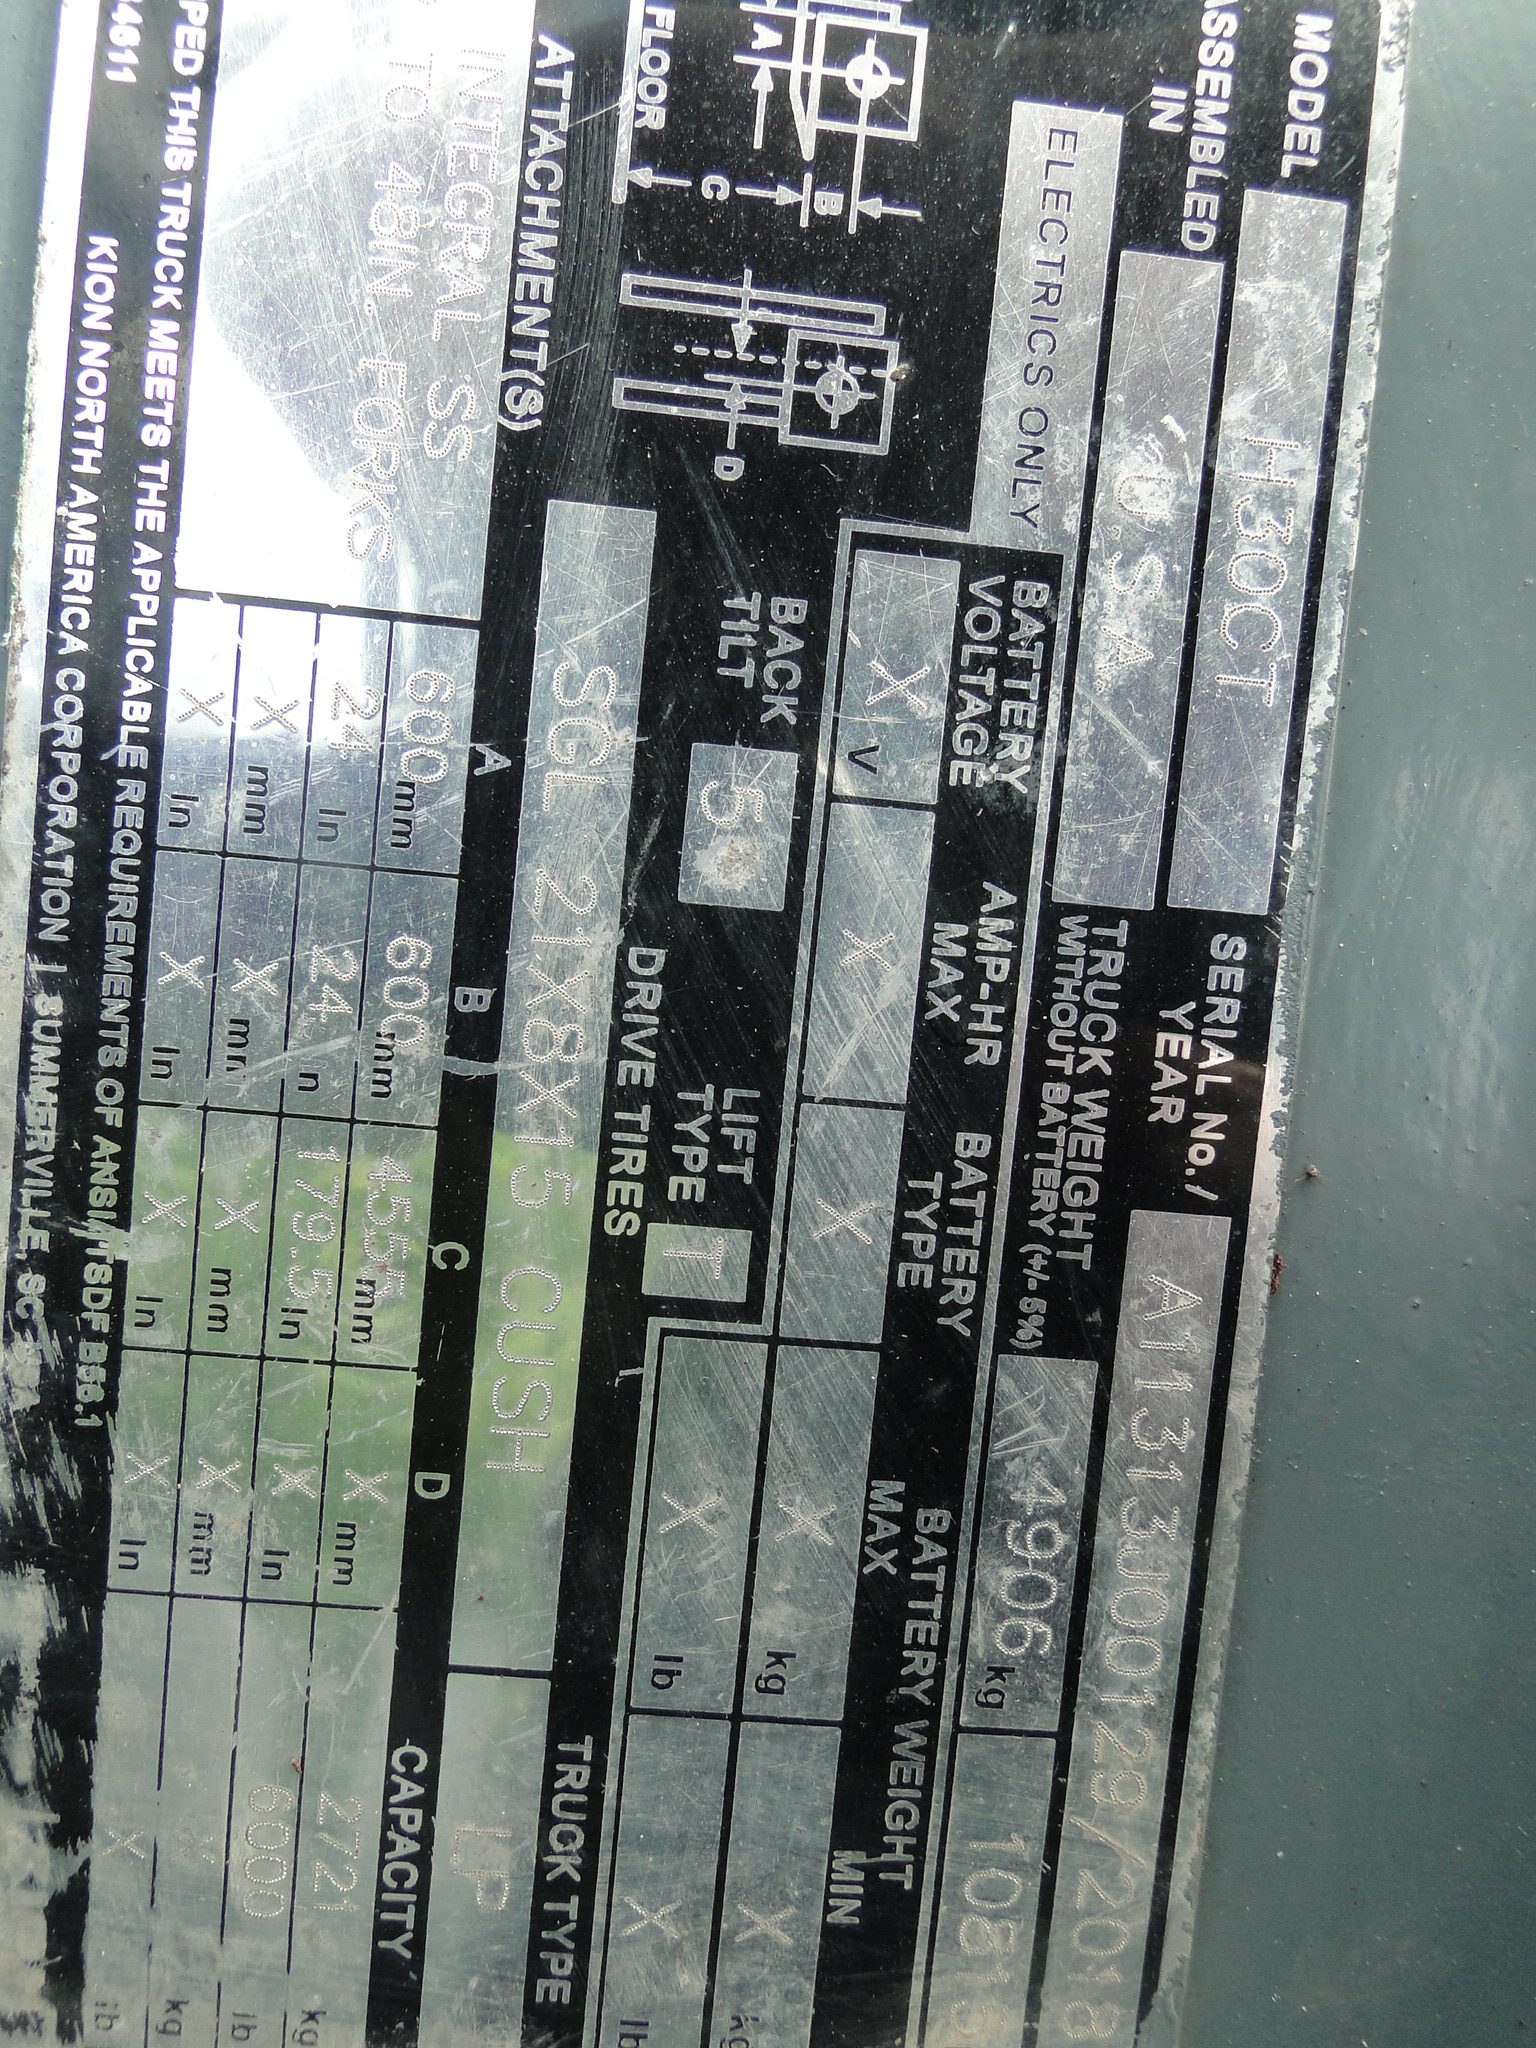 MODEL H30CT SERIAL No./
YEAR A1313J00129/2018
ASSEMBLED
IN U.S.A. TRUCK WEIGHT
WITHOUT BATTERY (+/- 5%) 4906 kg
ELECTRICS ONLY
BATTERY
VOLTAGE AMP-HR
MAX BATTERY
TYPE BATTERY WEIGHT
MAX MIN
X V X X X kg X kg
X lb X lb
A B C FLOOR D
BACK
TILT 5° LIFT
TYPE T
DRIVE TIRES TRUCK TYPE
SGL 21X8X15 CUSH LP
ATTACHMENT(S) A B C D CAPACITY
INTEGRAL SS 600 mm 600 mm 4555 mm X mm 2721 kg
TO 48IN. FORKS 24 In 24 n 179.5 In X In 6000 lb
X mm X mm X mm X mm X kg
X In X In X In X In X lb
PED THIS TRUCK MEETS THE APPLICABLE REQUIREMENTS OF ANSI/ITSDF B56.1
KION NORTH AMERICA CORPORATION | SUMMERVILLE, SC